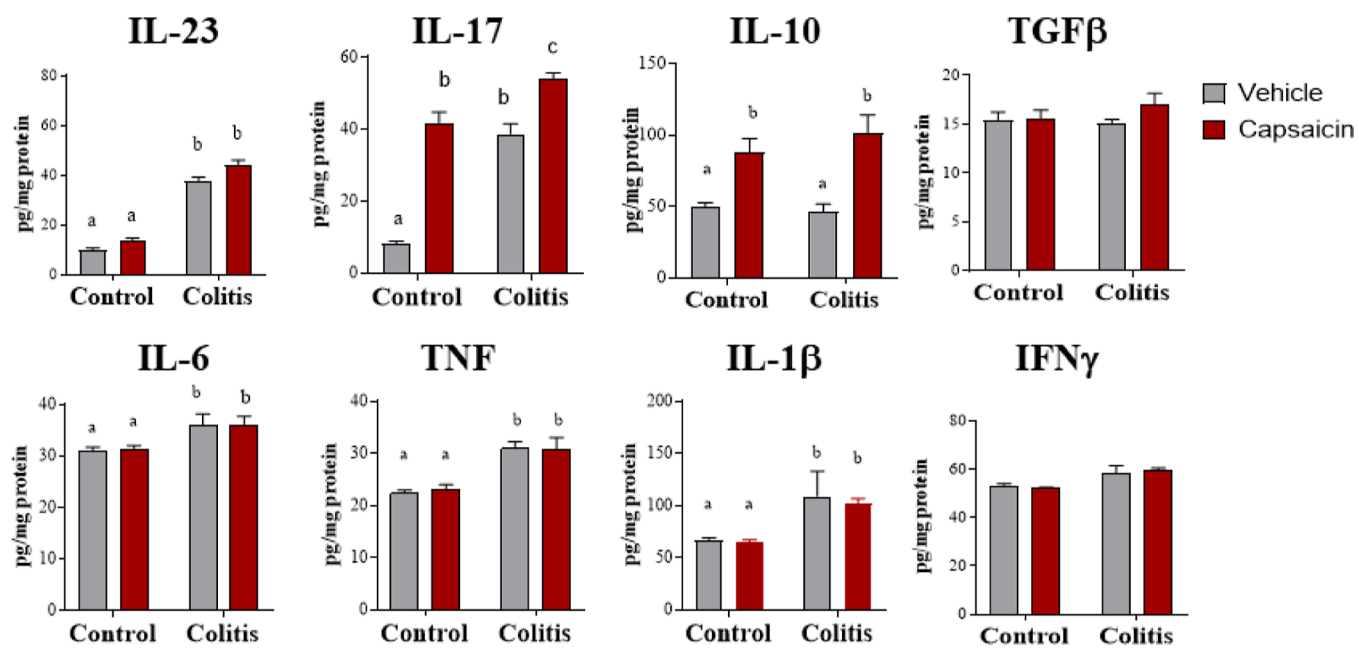 IL-23
IL-17
IL-10
TGFβ
Vehicle
Capsaicin
pg/mg protein
80
60
40
20
0
a
a
b
b
Control
Colitis
pg/mg protein
60
40
20
0
a
b
b
c
Control
Colitis
pg/mg protein
150
100
50
0
a
b
a
b
Control
Colitis
pg/mg protein
20
15
10
5
0
Control
Colitis
IL-6
TNF
IL-1β
IFNγ
pg/mg protein
40
30
20
10
0
a
a
b
b
Control
Colitis
pg/mg protein
40
30
20
10
0
a
a
b
b
Control
Colitis
pg/mg protein
200
150
100
50
0
a
a
b
b
Control
Colitis
pg/mg protein
80
60
40
20
0
Control
Colitis